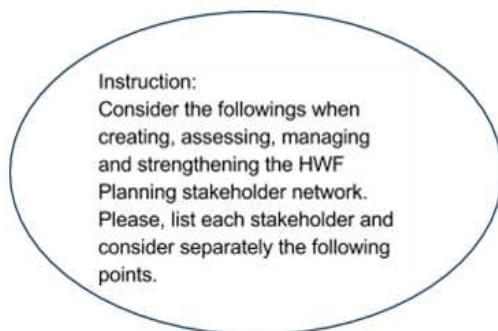 Instruction:
Consider the followings when
creating, assessing, managing
and strengthening the HWF
Planning stakeholder network.
Please, list each stakeholder and
consider separately the following
points.